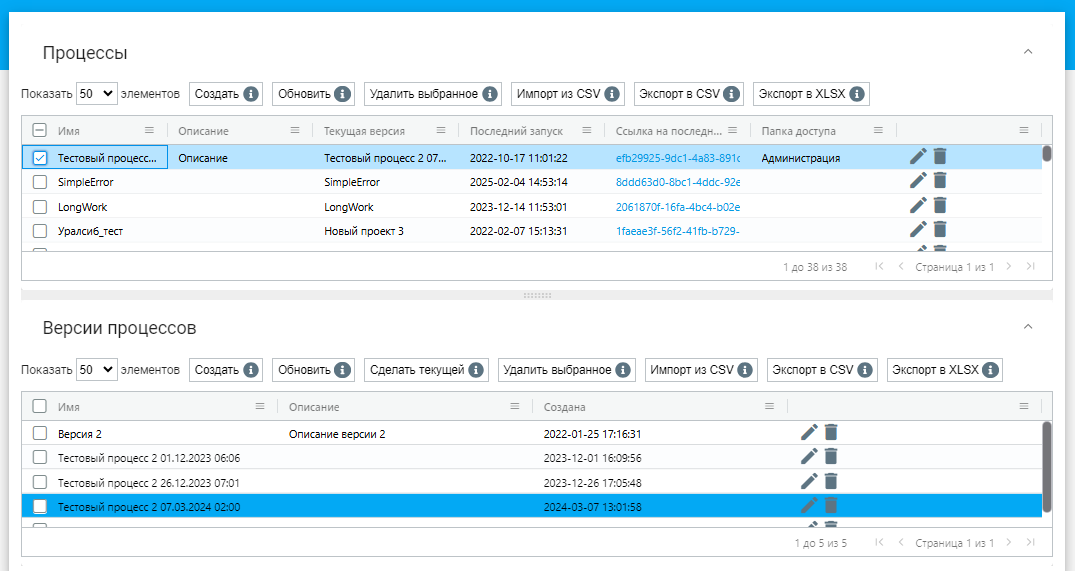 Процессы
Показать 50 элементов Создать Обновить Удалить выбранное Импорт из CSV Экспорт в CSV Экспорт в XLSX
Имя Описание Текущая версия Последний запуск Ссылка на последн... Папка доступа
Тестовый процесс... Описание Тестовый процесс 2 07... 2022-10-17 11:01:22 efb29925-9dc1-4a83-891c Администрация
SimpleError SimpleError 2025-02-04 14:53:14 8ddd63d0-8bc1-4ddc-92e
LongWork LongWork 2023-12-14 11:53:01 2061870f-16fa-4bc4-b02e
Уралсиб_тест Новый проект 3 2022-02-07 15:13:31 1faeae3f-56f2-41fb-b729-
1 до 38 из 38 Страница 1 из 1
Версии процессов
Показать 50 элементов Создать Обновить Сделать текущей Удалить выбранное Импорт из CSV Экспорт в CSV Экспорт в XLSX
Имя Описание Создана
Версия 2 Описание версии 2 2022-01-25 17:16:31
Тестовый процесс 2 01.12.2023 06:06 2023-12-01 16:09:56
Тестовый процесс 2 26.12.2023 07:01 2023-12-26 17:05:48
Тестовый процесс 2 07.03.2024 02:00 2024-03-07 13:01:58
1 до 5 из 5 Страница 1 из 1